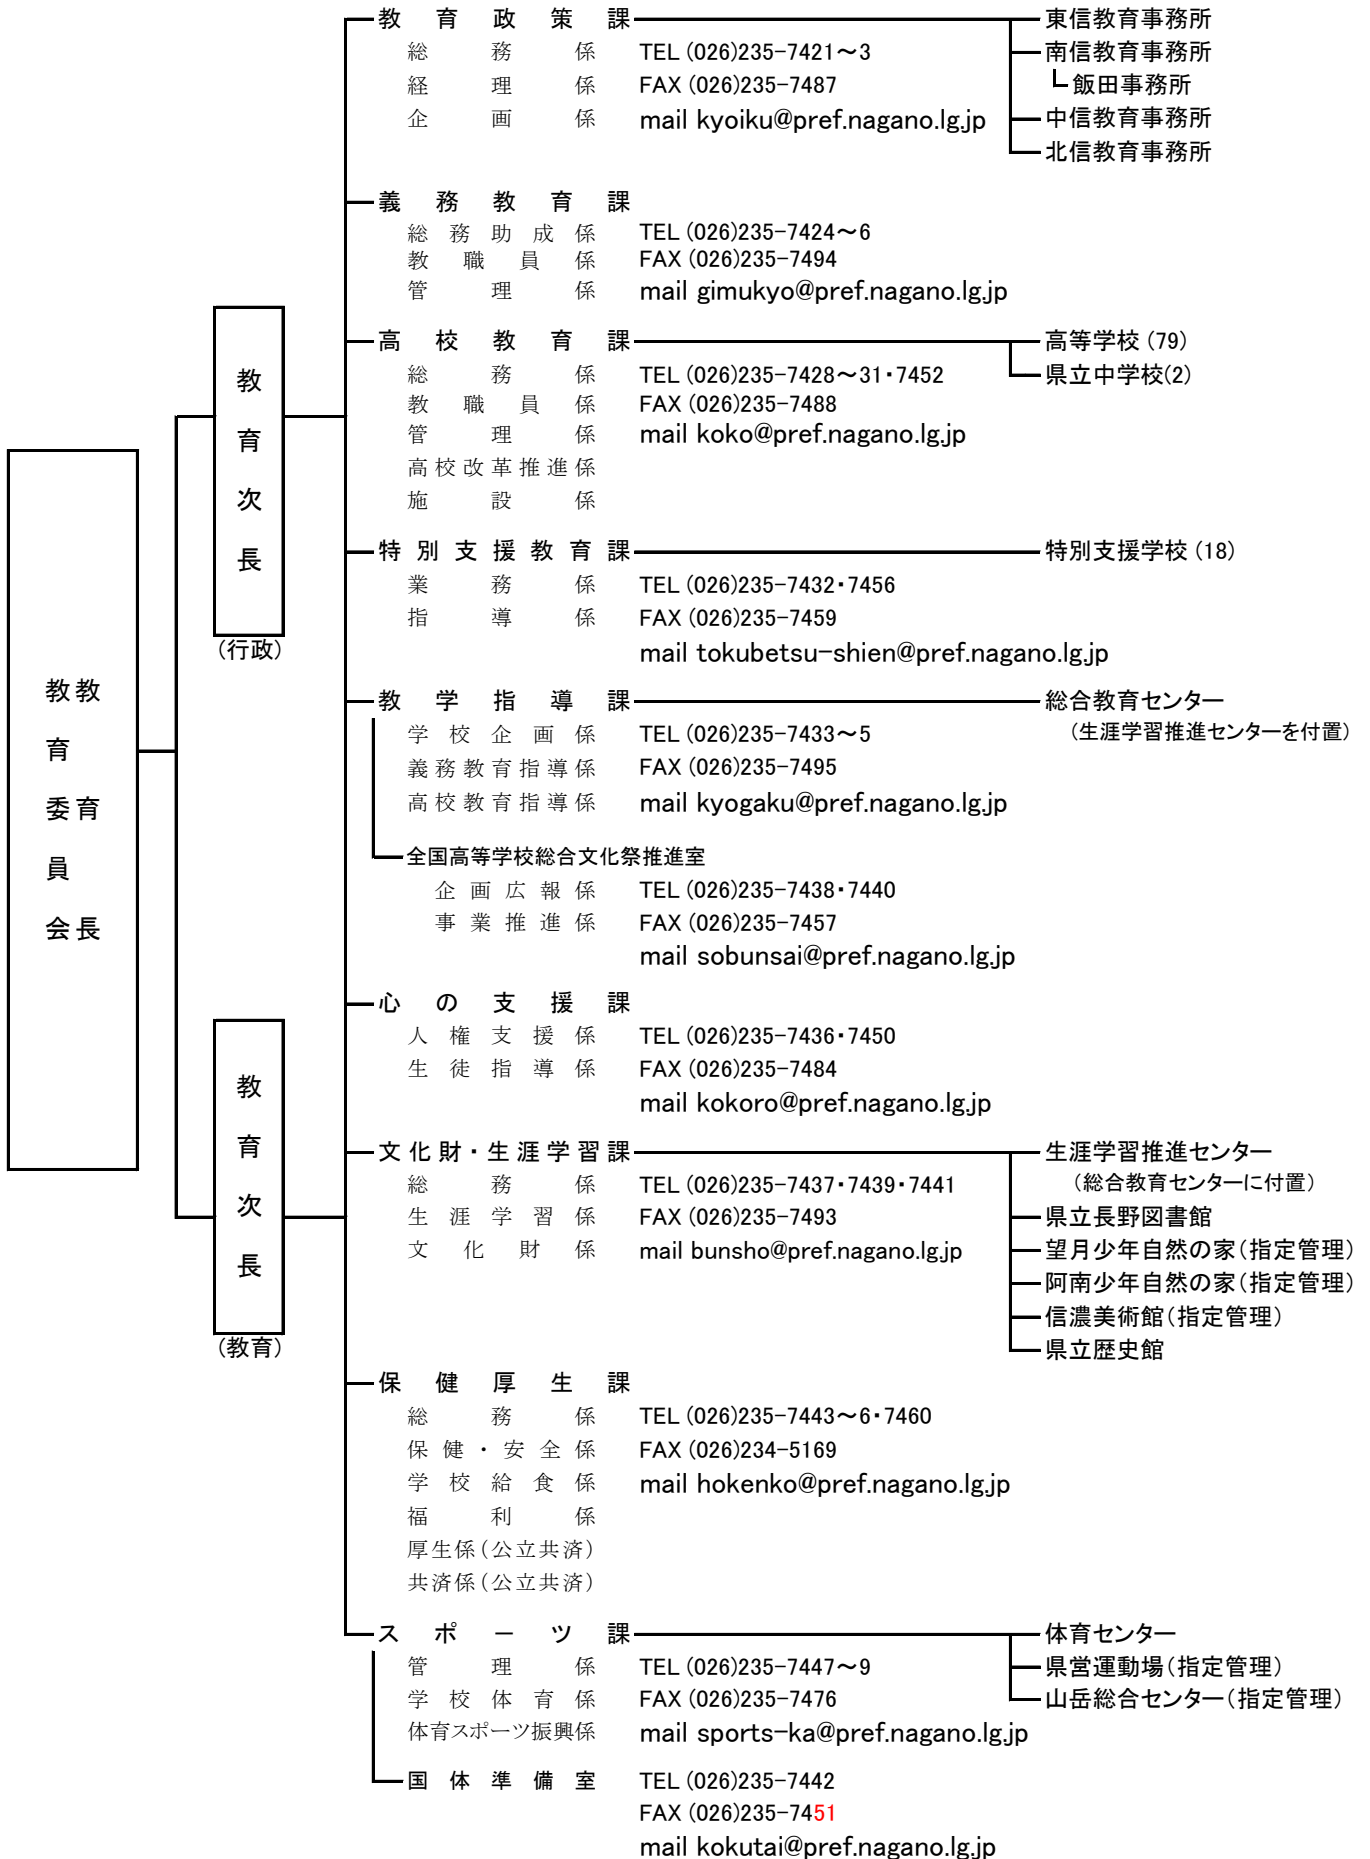 教育委員会
教育長
教育次長
(行政)
教育次長
(教育)
教育政策課
東信教育事務所
総務係 TEL (026)235-7421～3
南信教育事務所
経理係 FAX (026)235-7487
飯田事務所
企画係 mail kyoiku@pref.nagano.lg.jp
中信教育事務所
北信教育事務所
義務教育課
総務助成係 TEL (026)235-7424～6
教職員係 FAX (026)235-7494
管理係 mail gimukyo@pref.nagano.lg.jp
高校教育課
高等学校 (79)
総務係 TEL (026)235-7428～31・7452
県立中学校(2)
教職員係 FAX (026)235-7488
管理係 mail koko@pref.nagano.lg.jp
高校改革推進係
施設係
特別支援教育課
特別支援学校 (18)
業務係 TEL (026)235-7432・7456
指導係 FAX (026)235-7459
mail tokubetsu-shien@pref.nagano.lg.jp
教学指導課
総合教育センター
学校企画係 TEL (026)235-7433～5
(生涯学習推進センターを付置)
義務教育指導係 FAX (026)235-7495
高校教育指導係 mail kyogaku@pref.nagano.lg.jp
全国高等学校総合文化祭推進室
企画広報係 TEL (026)235-7438・7440
事業推進係 FAX (026)235-7457
mail sobunsai@pref.nagano.lg.jp
心の支援課
人権支援係 TEL (026)235-7436・7450
生徒指導係 FAX (026)235-7484
mail kokoro@pref.nagano.lg.jp
文化財・生涯学習課
生涯学習推進センター
総務係 TEL (026)235-7437・7439・7441
(総合教育センターに付置)
生涯学習係 FAX (026)235-7493
県立長野図書館
文化財係 mail bunsho@pref.nagano.lg.jp
望月少年自然の家(指定管理)
阿南少年自然の家(指定管理)
信濃美術館(指定管理)
県立歴史館
保健厚生課
総務係 TEL (026)235-7443～6・7460
保健・安全係 FAX (026)234-5169
学校給食係 mail hokenko@pref.nagano.lg.jp
福利係
厚生係(公立共済)
共済係(公立共済)
スポーツ課
体育センター
管理係 TEL (026)235-7447～9
県営運動場(指定管理)
学校体育係 FAX (026)235-7476
山岳総合センター(指定管理)
体育スポーツ振興係 mail sports-ka@pref.nagano.lg.jp
国体準備室 TEL (026)235-7442
FAX (026)235-7451
mail kokutai@pref.nagano.lg.jp